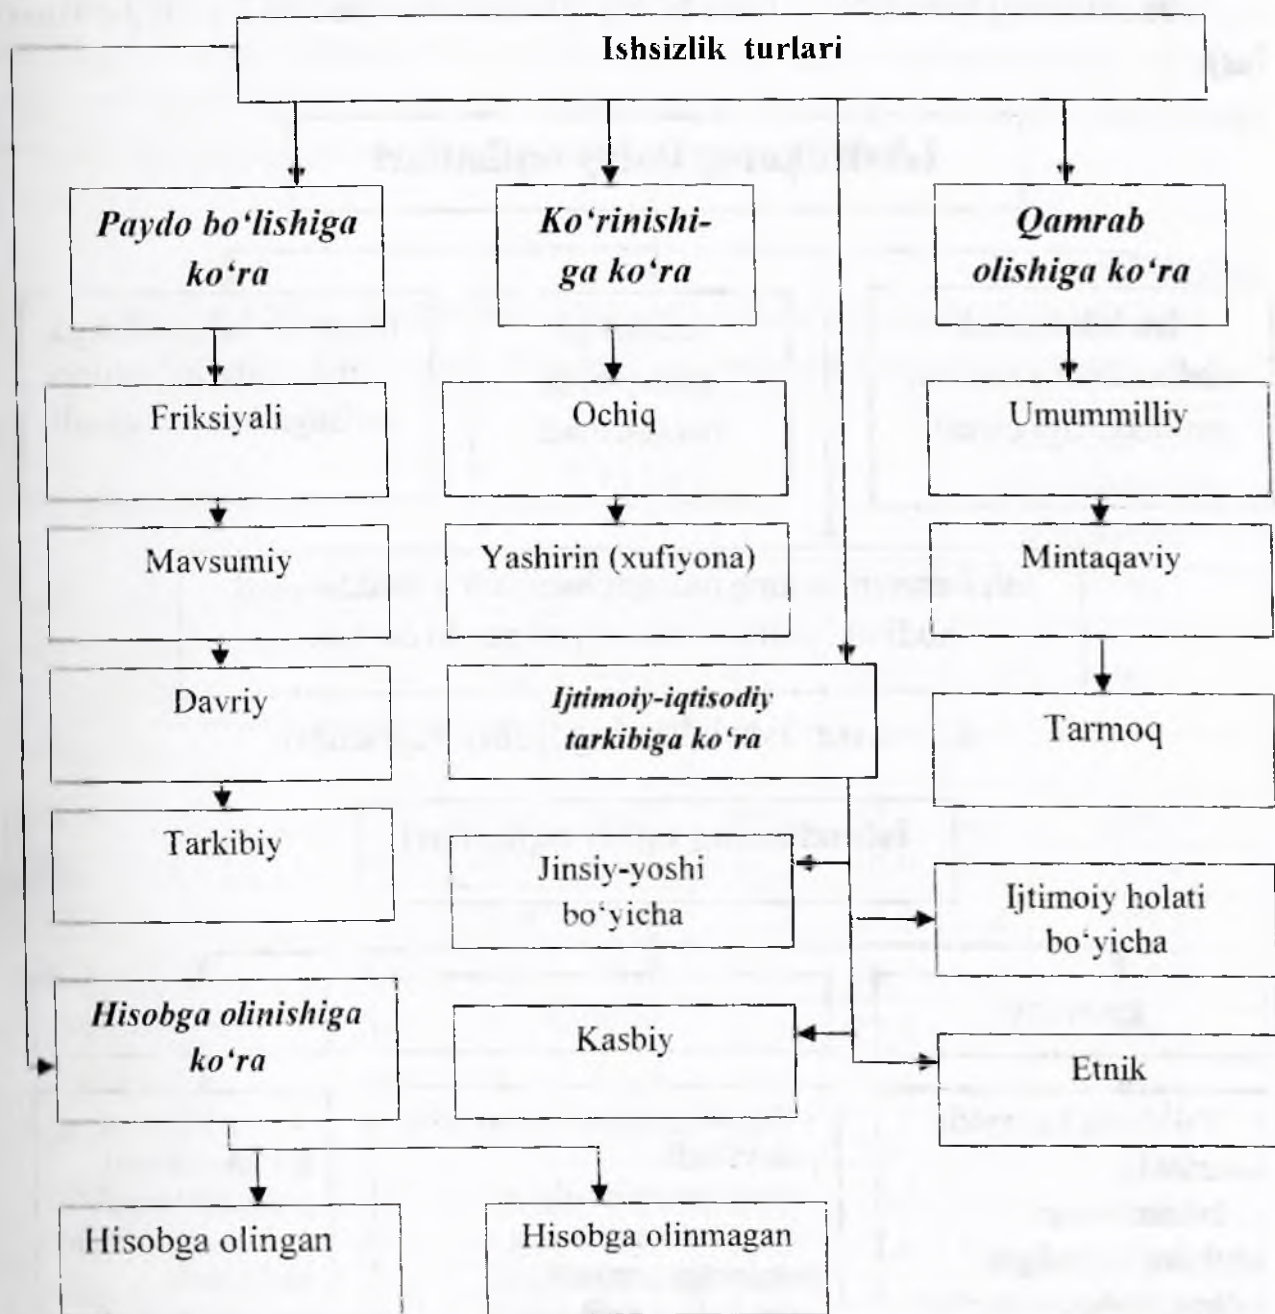 Ishsizlik turlari
Paydo bo‘lishiga
ko‘ra
Ko‘rinishi-
ga ko‘ra
Qamrab
olishiga ko‘ra
Friksiyali
Ochiq
Umummilliy
Mavsumiy
Yashirin (xufiyona)
Mintaqaviy
Davriy
Ijtimoiy-iqtisodiy
tarkibiga ko‘ra
Tarmoq
Tarkibiy
Jinsiy-yoshi
bo‘yicha
Ijtimoiy holati
bo‘yicha
Hisobga olinishiga
ko‘ra
Kasbiy
Etnik
Hisobga olingan
Hisobga olinmagan